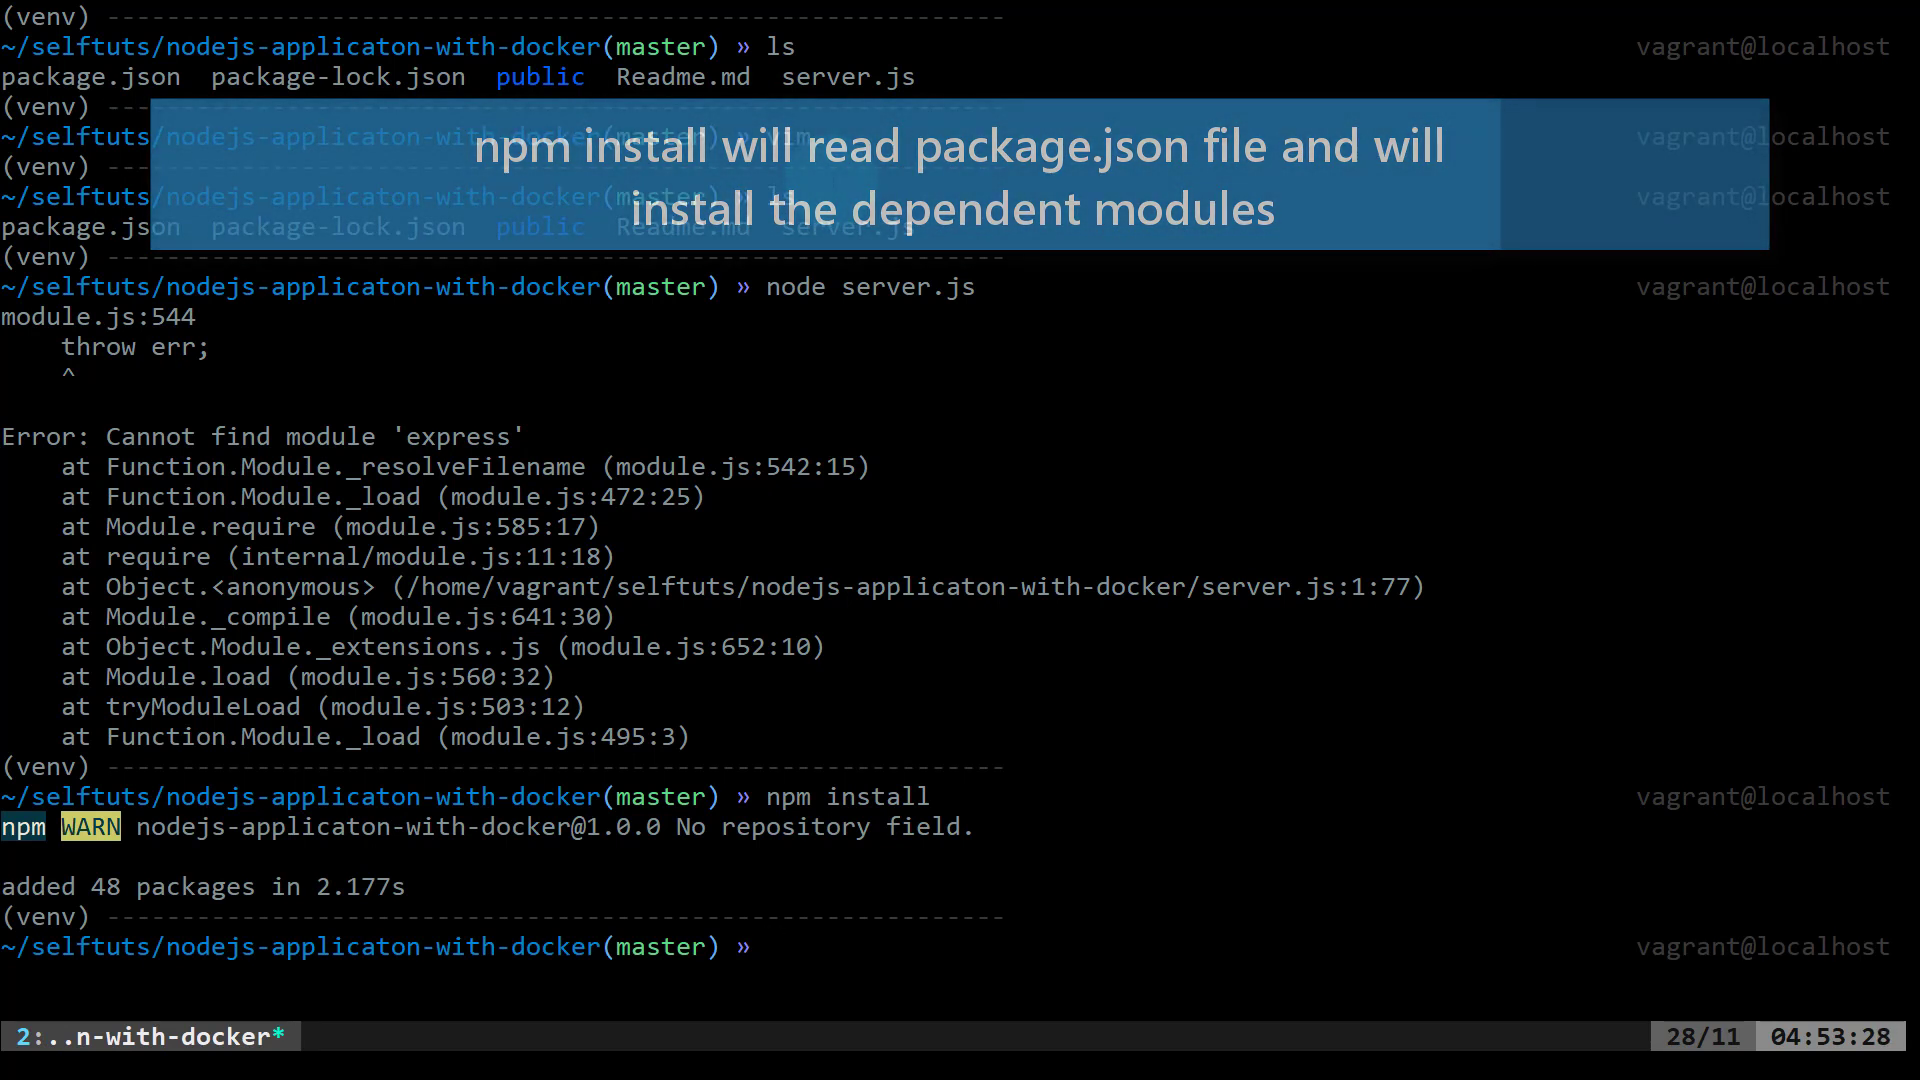 (venv) ------------------------------------------------------------
~/selftuts/nodejs-applicaton-with-docker(master) » ls vagrant@localhost
package.json package-lock.json public Readme.md server.js
(venv) ------------------------------------------------------------
npm install will read package.json file and will
install the dependent modules
~/selftuts/nodejs-applicaton-with-docker(master) » vim vagrant@localhost
(venv) ------------------------------------------------------------
~/selftuts/nodejs-applicaton-with-docker(master) » ls vagrant@localhost
package.json package-lock.json public Readme.md server.js
(venv) ------------------------------------------------------------
~/selftuts/nodejs-applicaton-with-docker(master) » node server.js vagrant@localhost
module.js:544
    throw err;
    ^
Error: Cannot find module 'express'
    at Function.Module._resolveFilename (module.js:542:15)
    at Function.Module._load (module.js:472:25)
    at Module.require (module.js:585:17)
    at require (internal/module.js:11:18)
    at Object.<anonymous> (/home/vagrant/selftuts/nodejs-applicaton-with-docker/server.js:1:77)
    at Module._compile (module.js:641:30)
    at Object.Module._extensions..js (module.js:652:10)
    at Module.load (module.js:560:32)
    at tryModuleLoad (module.js:503:12)
    at Function.Module._load (module.js:495:3)
(venv) ------------------------------------------------------------
~/selftuts/nodejs-applicaton-with-docker(master) » npm install vagrant@localhost
npm WARN nodejs-applicaton-with-docker@1.0.0 No repository field.
added 48 packages in 2.177s
(venv) ------------------------------------------------------------
~/selftuts/nodejs-applicaton-with-docker(master) » vagrant@localhost
2:..n-with-docker* 28/11 04:53:28